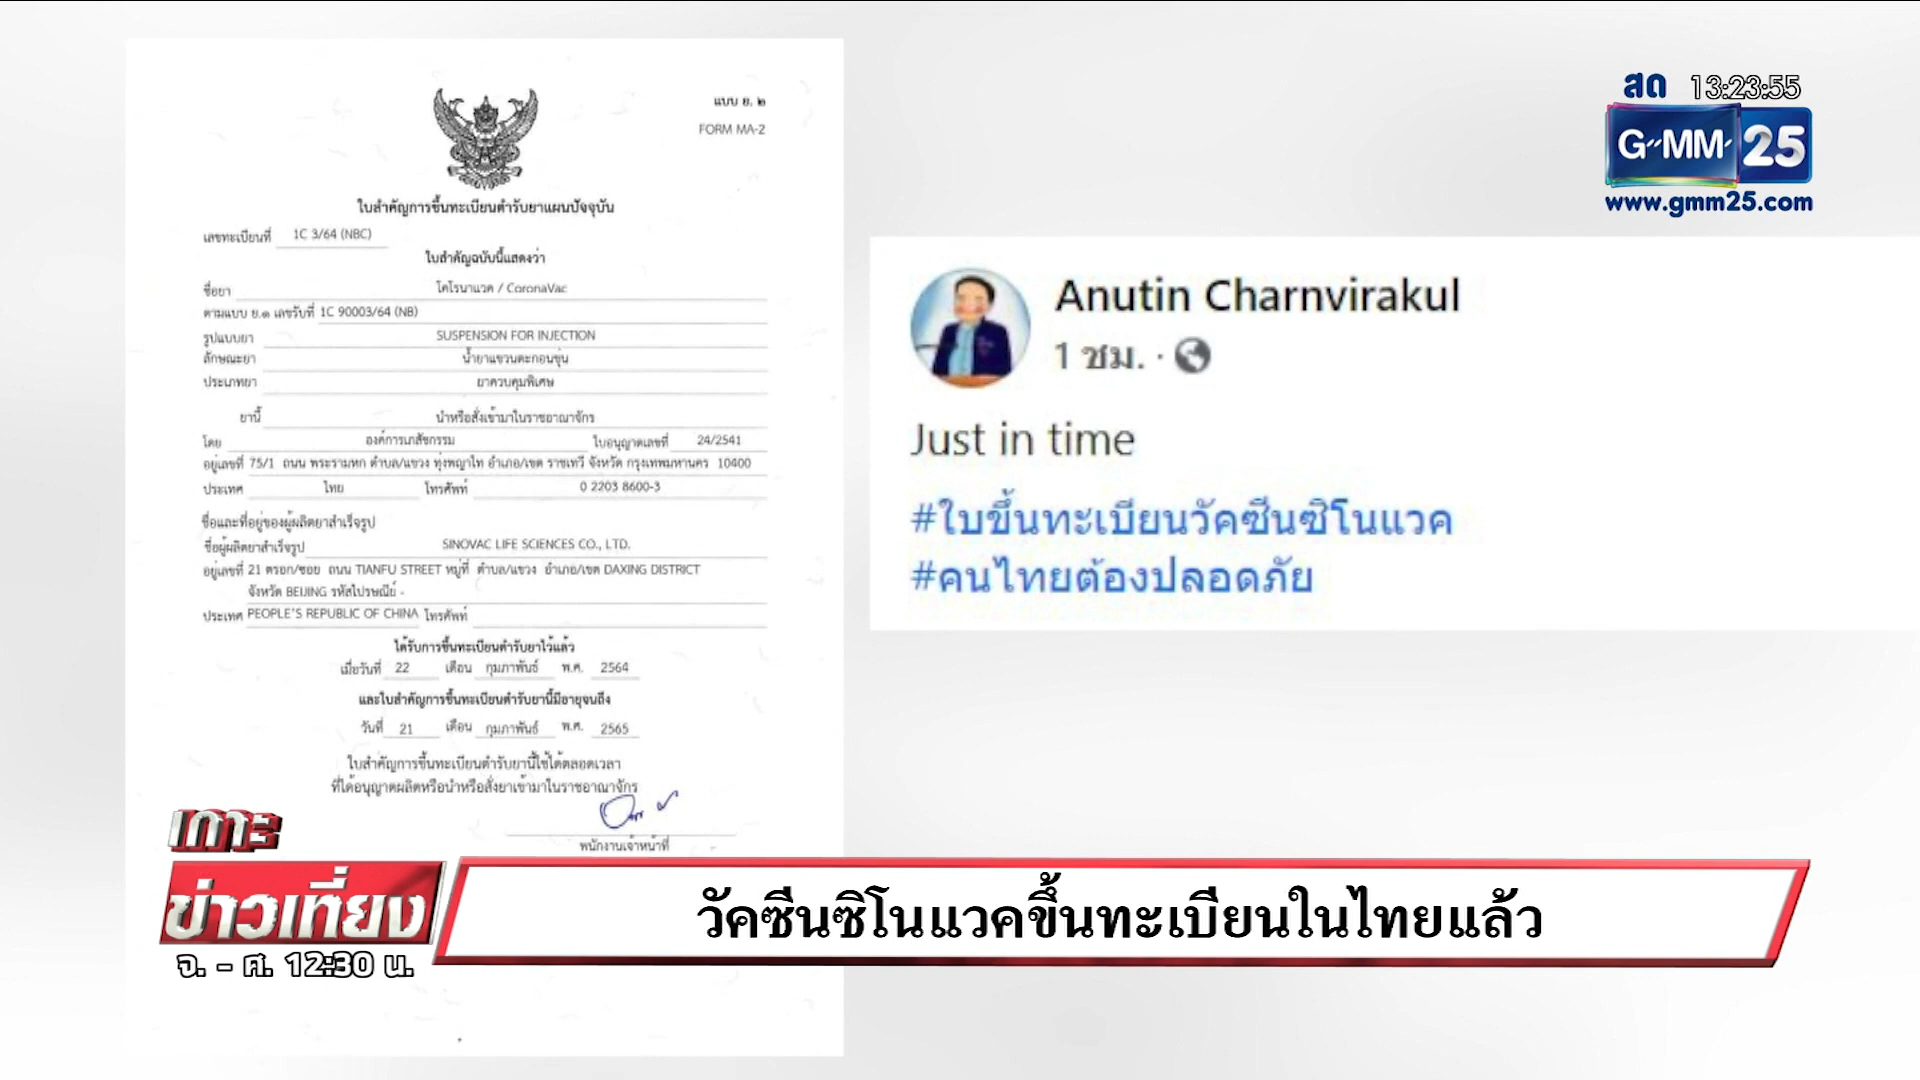 แบบ ย. ๒
FORM MA-2
ใบสำคัญการขึ้นทะเบียนตำรับยาแผนปัจจุบัน
เลขทะเบียนที่ 1C 3/64 (NBC)
ใบสำคัญฉบับนี้แสดงว่า
ชื่อยา โคโรนาแวค / CoronaVac
ตามแบบ ย.๑ เลขรับที่ 1C 90003/64 (NB)
รูปแบบยา SUSPENSION FOR INJECTION
ลักษณะยา น้ำยาแขวนตะกอนขุ่น
ประเภทยา ยาควบคุมพิเศษ
ยานี้ นำหรือสั่งเข้ามาในราชอาณาจักร
โดย องค์การเภสัชกรรม ใบอนุญาตเลขที่ 24/2541
อยู่เลขที่ 75/1 ถนน พระรามหก ตำบล/แขวง ทุ่งพญาไท อำเภอ/เขต ราชเทวี จังหวัด กรุงเทพมหานคร 10400
ประเทศ ไทย โทรศัพท์ 0 2203 8600-3
ชื่อและที่อยู่ของผู้ผลิตยาสำเร็จรูป
ชื่อผู้ผลิตยาสำเร็จรูป SINOVAC LIFE SCIENCES CO., LTD.
อยู่เลขที่ 21 ตรอก/ซอย ถนน TIANFU STREET หมู่ที่ ตำบล/แขวง อำเภอ/เขต DAXING DISTRICT
จังหวัด BEIJING รหัสไปรษณีย์ -
ประเทศ PEOPLE'S REPUBLIC OF CHINA โทรศัพท์
ได้รับการขึ้นทะเบียนตำรับยาไว้แล้ว
เมื่อวันที่ 22 เดือน กุมภาพันธ์ พ.ศ. 2564
และใบสำคัญการขึ้นทะเบียนตำรับยานี้มีอายุจนถึง
วันที่ 21 เดือน กุมภาพันธ์ พ.ศ. 2565
ใบสำคัญการขึ้นทะเบียนตำรับยานี้ใช้ได้ตลอดเวลา
ที่ได้อนุญาตผลิตหรือนำหรือสั่งยาเข้ามาในราชอาณาจักร
พนักงานเจ้าหน้าที่
สด 13:23:55
GMM 25
www.gmm25.com
Anutin Charnvirakul
1 ชม. ·
Just in time
#ใบขึ้นทะเบียนวัคซีนซิโนแวค
#คนไทยต้องปลอดภัย
เกาะ
ข่าวเที่ยง
จ. - ศ. 12:30 น.
วัคซีนซิโนแวคขึ้นทะเบียนในไทยแล้ว